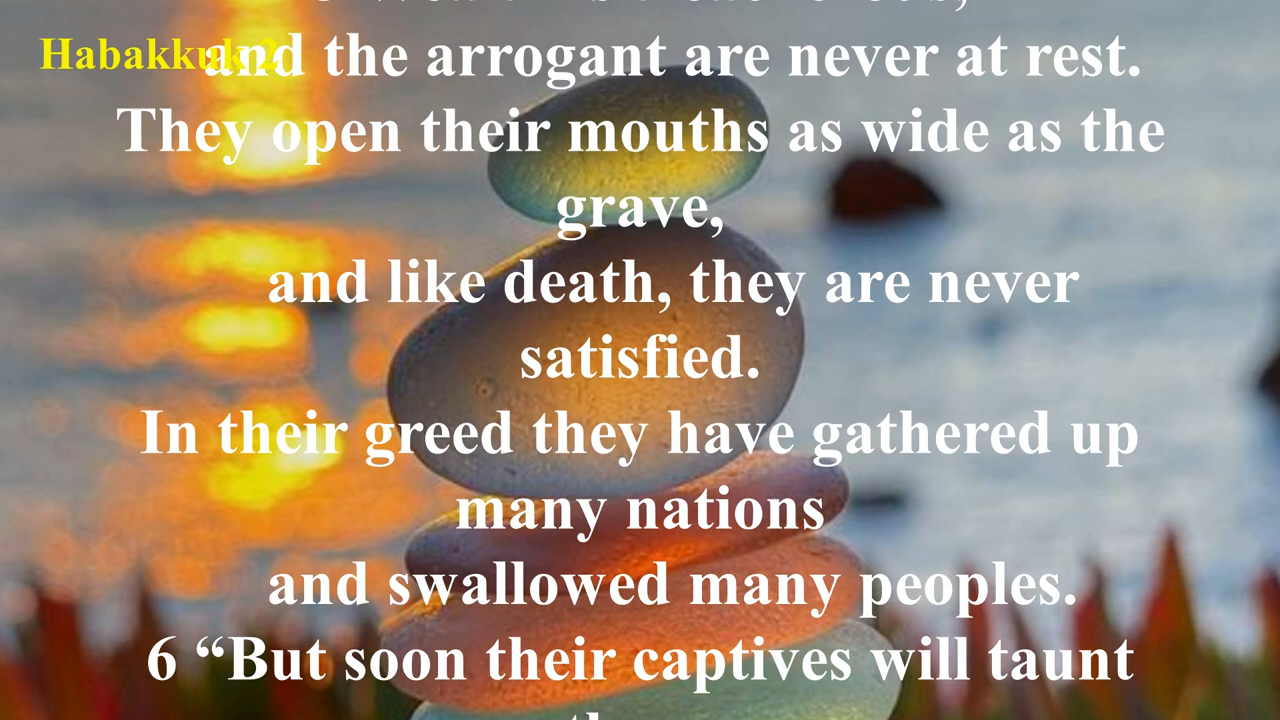 Habakkuk 2
and the arrogant are never at rest.
They open their mouths as wide as the
grave,
and like death, they are never
satisfied.
In their greed they have gathered up
many nations
and swallowed many peoples.
6 “But soon their captives will taunt